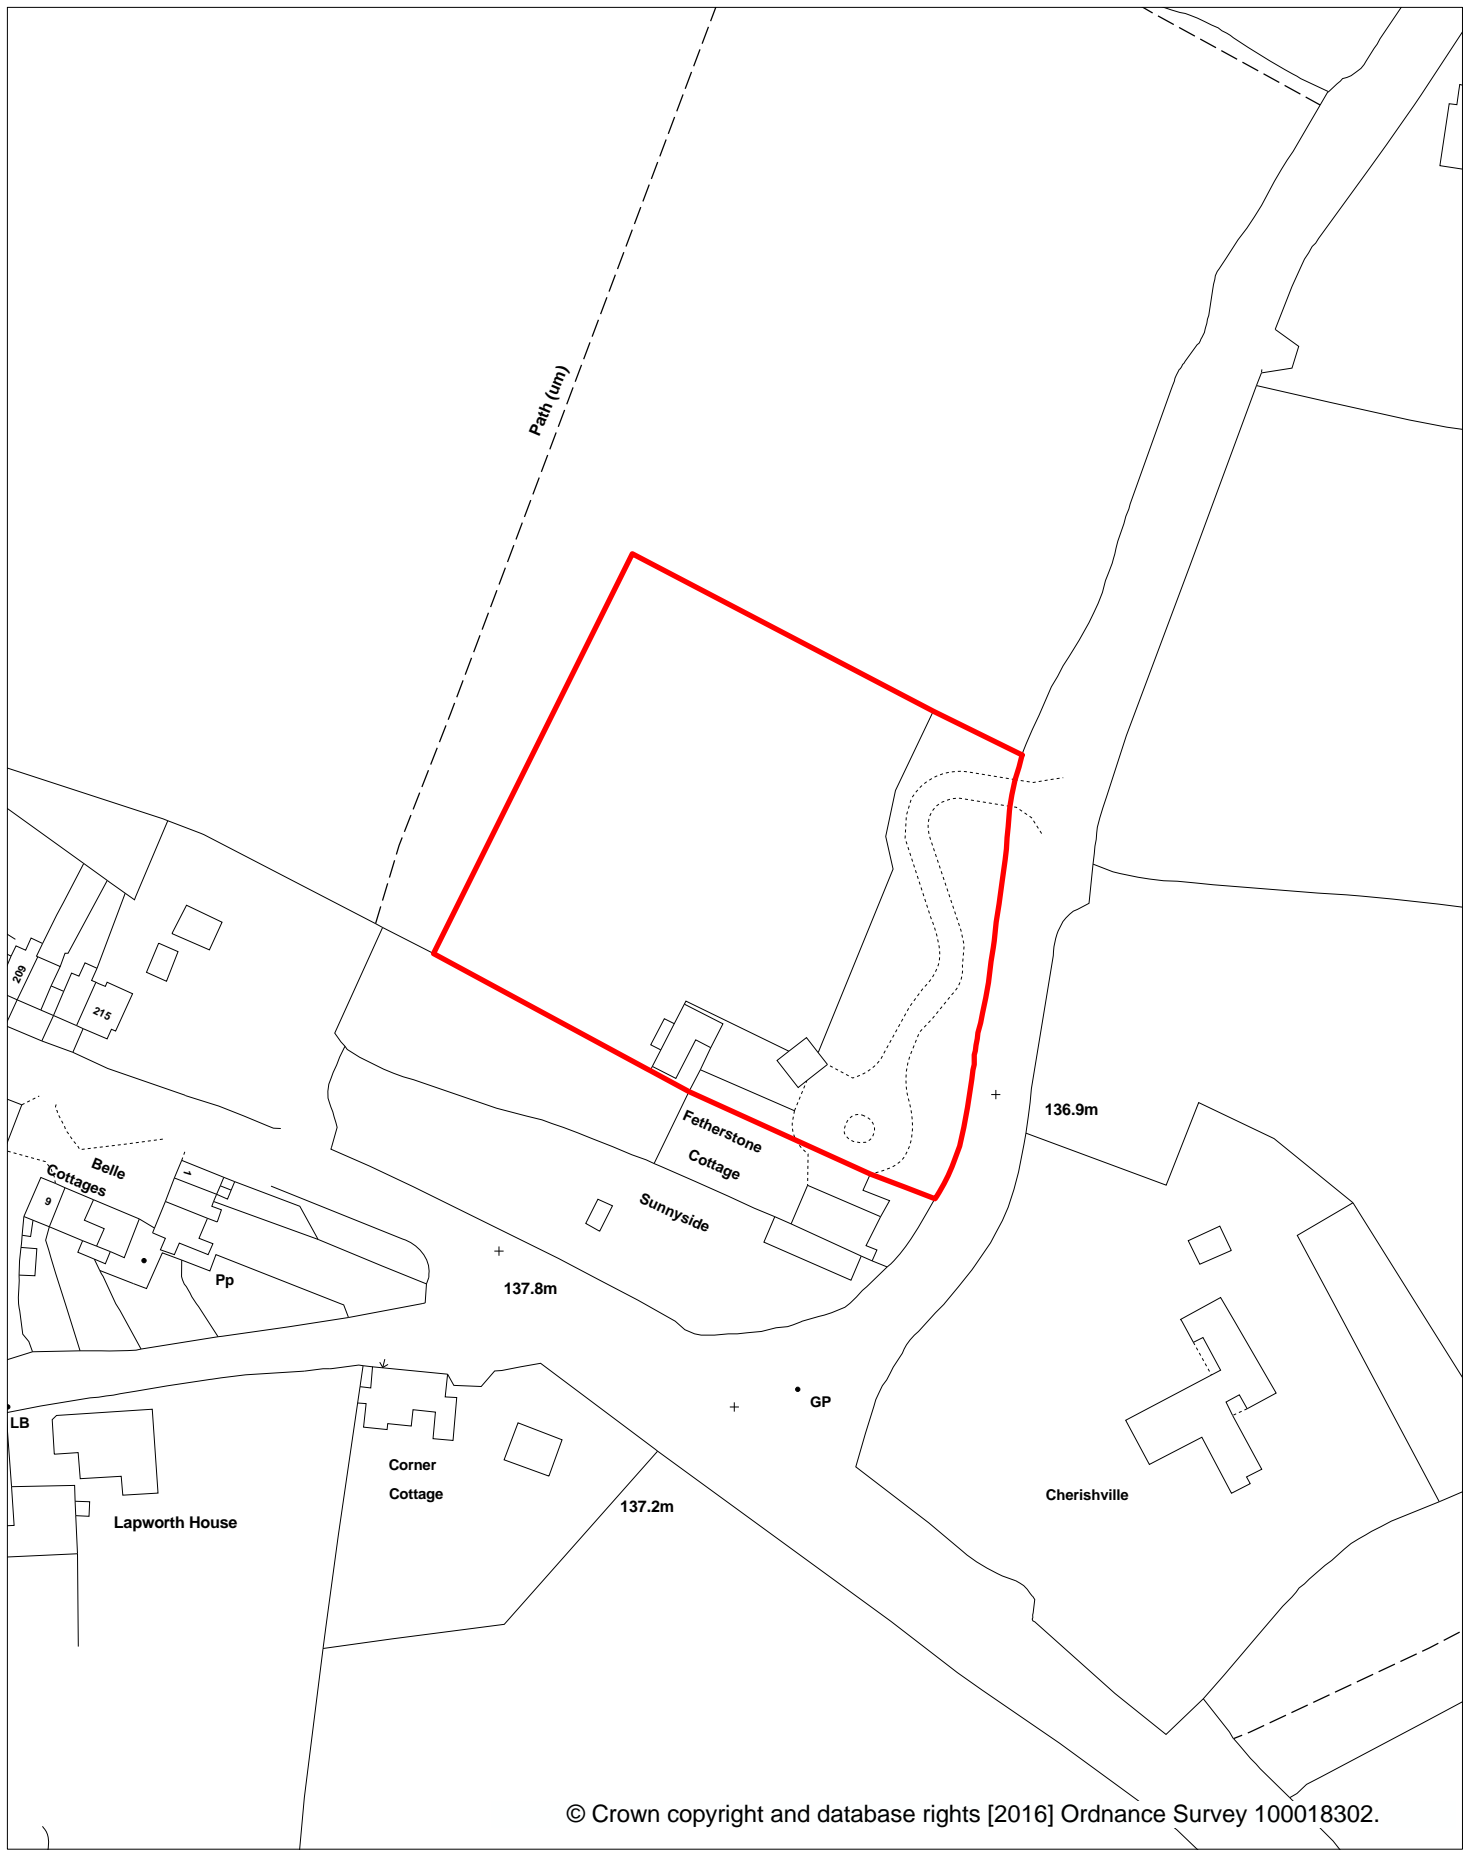 Path (um)
209
215
136.9m
Fetherstone
Cottage
Belle
Cottages
1
9
Sunnyside
Pp
137.8m
GP
LB
Corner
Cottage
137.2m
Cherishville
Lapworth House
© Crown copyright and database rights [2016] Ordnance Survey 100018302.